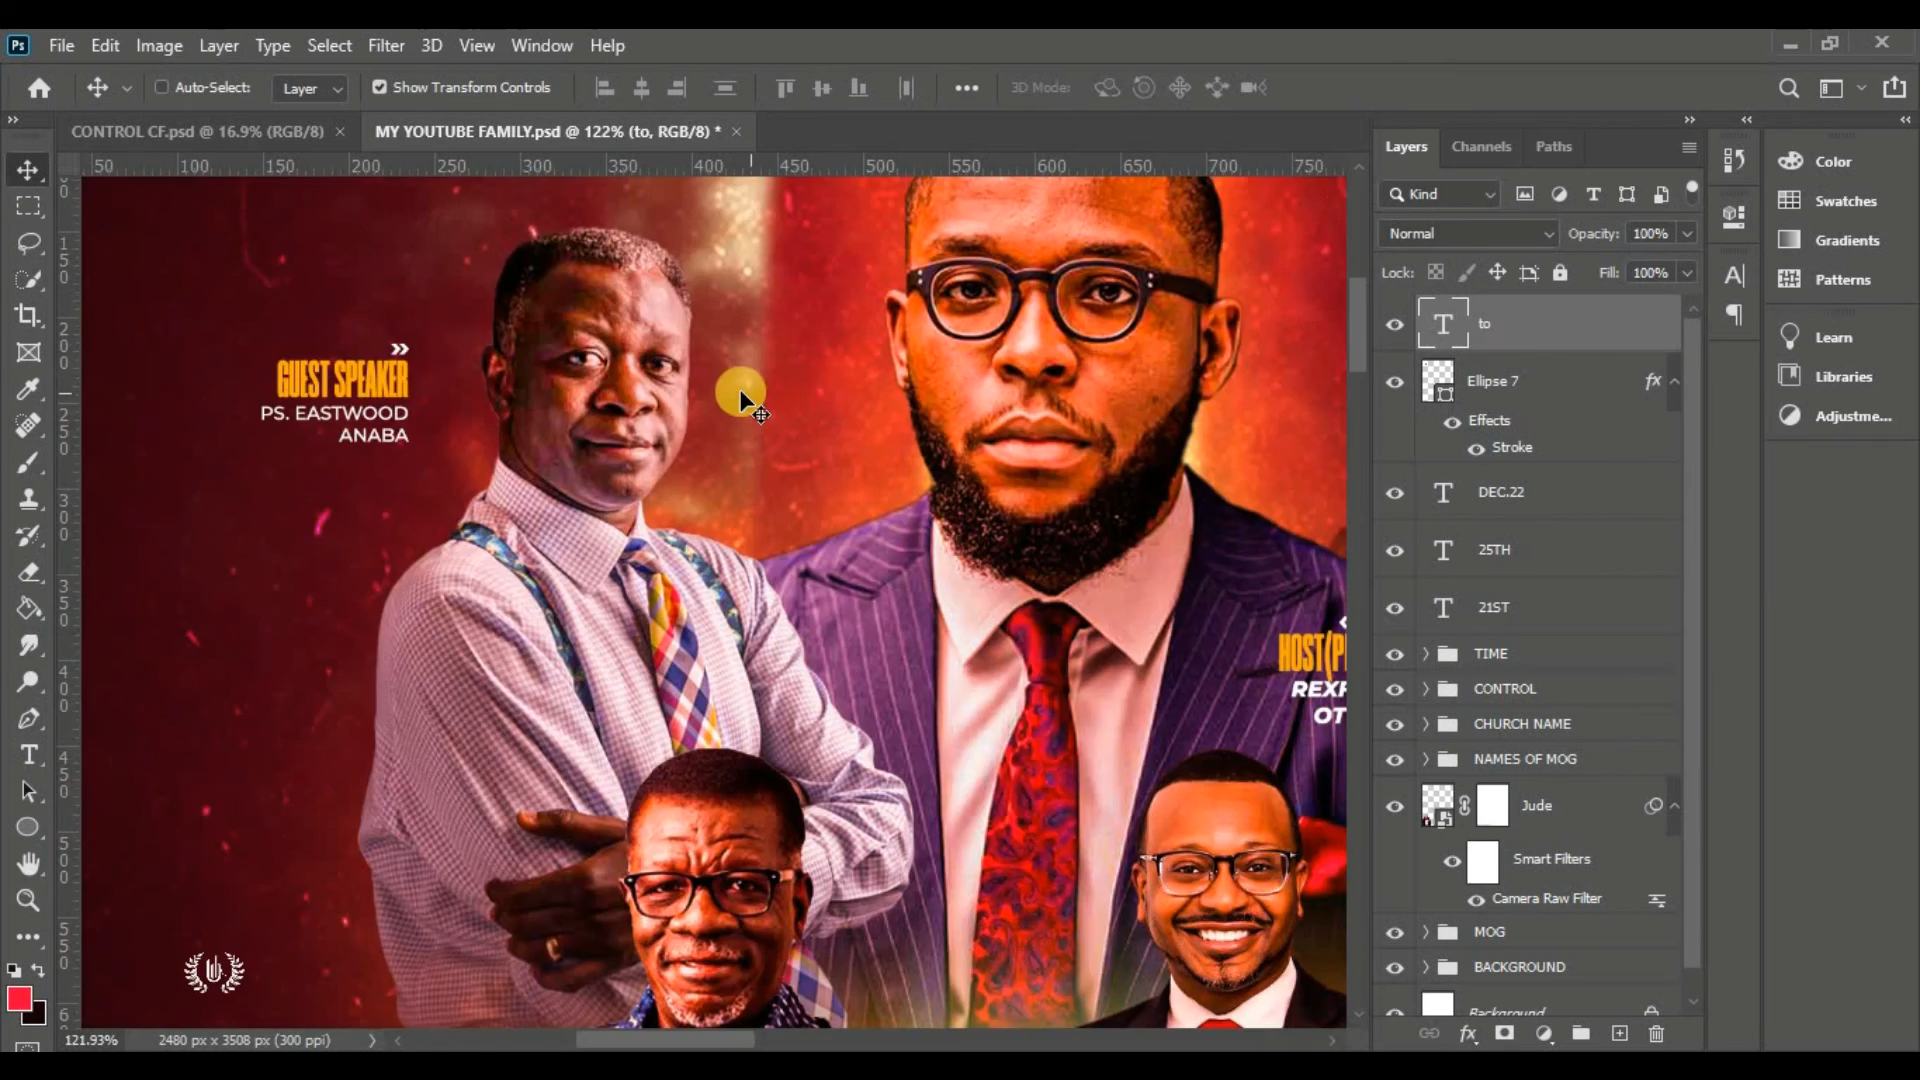 Ps File Edit Image Layer Type Select Filter 3D View Window Help
Auto-Select: Layer Show Transform Controls 3D Mode:
CONTROL CF.psd @ 16.9% (RGB/8) × MY YOUTUBE FAMILY.psd @ 122% (to, RGB/8) * ×
50 100 150 200 250 300 350 400 450 500 550 600 650 700 750
GUEST SPEAKER
PS. EASTWOOD
ANABA
121.93% 2480 px x 3508 px (300 ppi)
Layers Channels Paths
Kind
Normal Opacity: 100%
Lock: Fill: 100%
to
Ellipse 7 fx
Effects
Stroke
DEC.22
25TH
21ST
TIME
CONTROL
CHURCH NAME
NAMES OF MOG
Jude
Smart Filters
Camera Raw Filter
MOG
BACKGROUND
Background
Color
Swatches
Gradients
Patterns
Learn
Libraries
Adjustme...